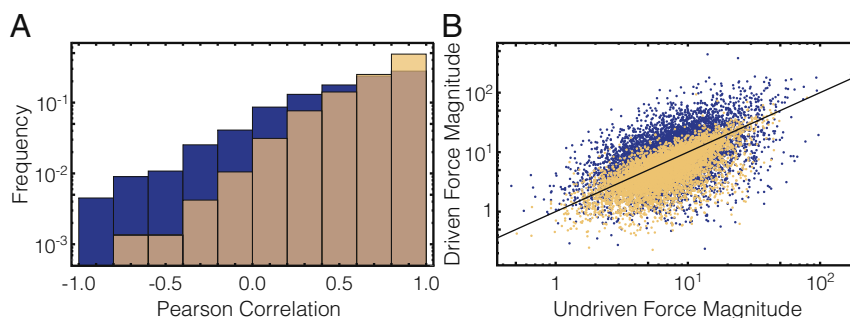 A
Frequency
10^-1
10^-2
10^-3
-1.0 -0.5 0.0 0.5 1.0
Pearson Correlation
B
Driven Force Magnitude
10^2
10^1
1
1 10^1 10^2
Undriven Force Magnitude